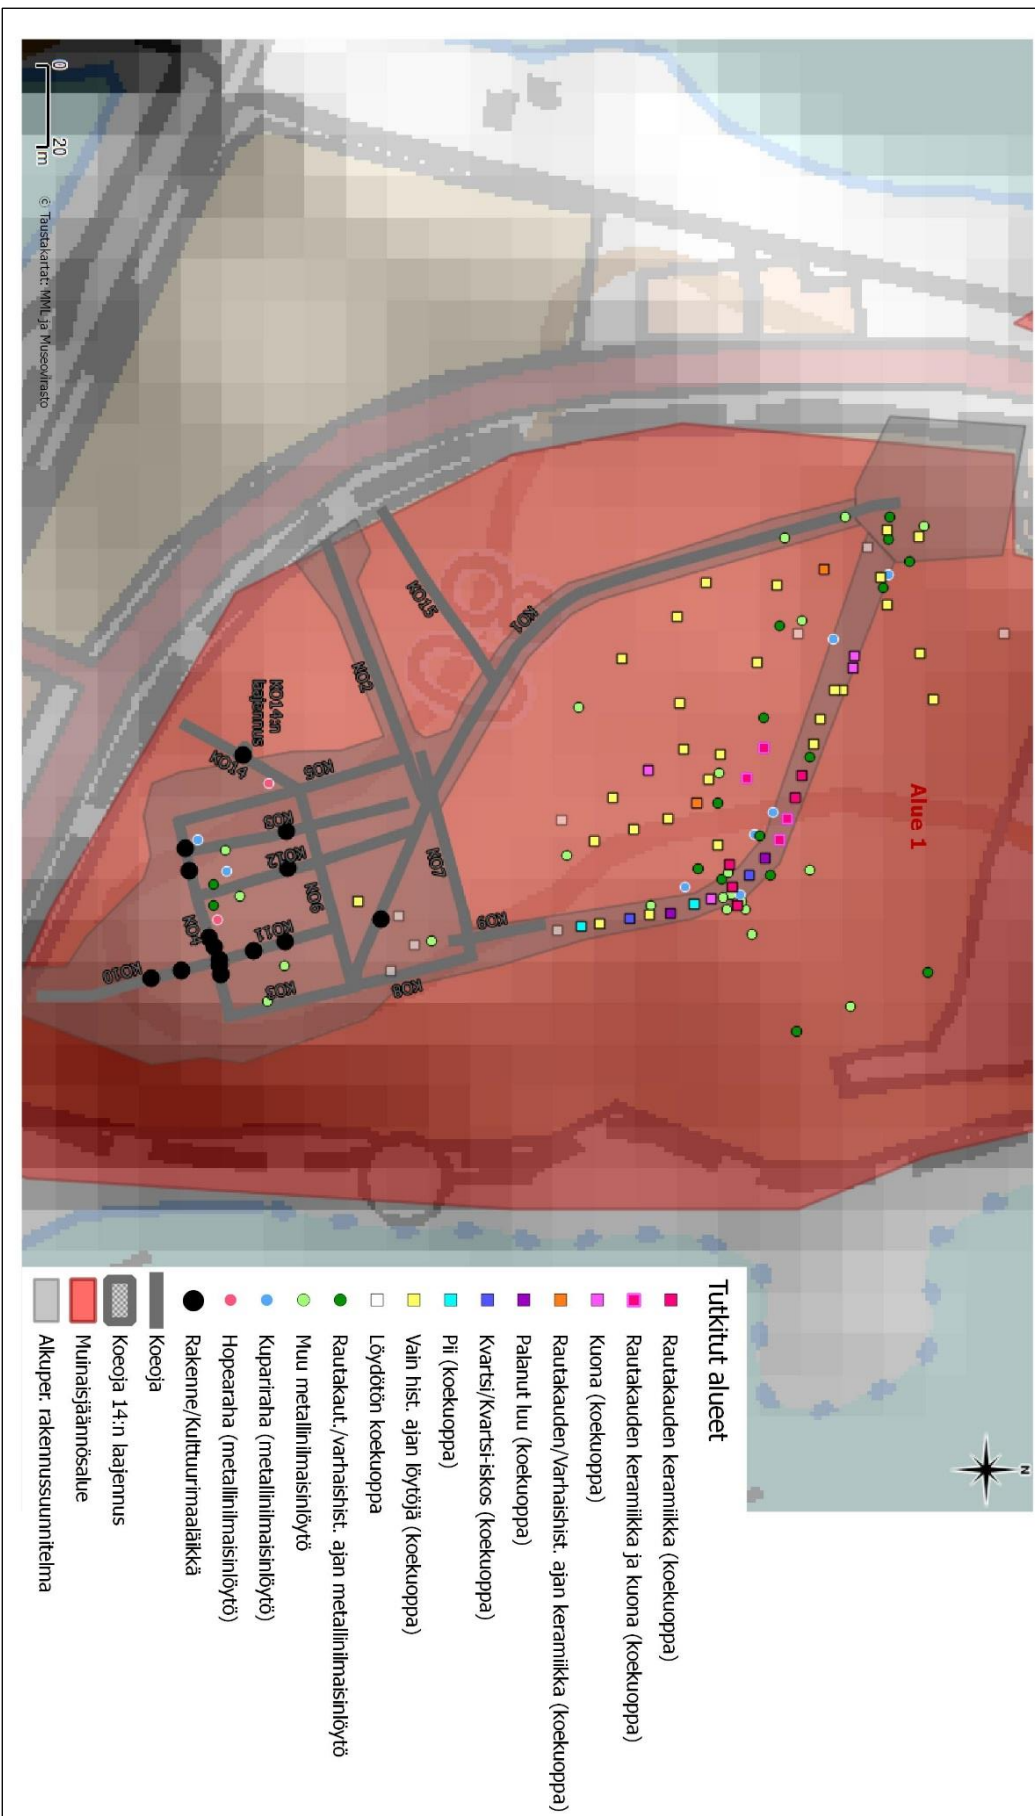 Alue 1
KO1
KO15
KO2
KO14:n
laajennus
KO14
KO5
KO3
KO12
KO6
KO7
KO4
KO11
KO10
KO9
KO8
0
20
m
© Taustakartat: MML ja Museovirasto
N
Tutkitut alueet
Rautakauden keramiikka (koekuoppa)
Rautakauden keramiikka ja kuona (koekuoppa)
Kuona (koekuoppa)
Rautakauden/Varhaishist. ajan keramiikka (koekuoppa)
Palanut luu (koekuoppa)
Kvartsi/Kvartsi-iskos (koekuoppa)
Pii (koekuoppa)
Vain hist. ajan löytöjä (koekuoppa)
Löydötön koekuoppa
Rautakaut./varhaishist. ajan metallinilmaisinlöytö
Muu metallinilmaisinlöytö
Kupariraha (metallinilmaisinlöytö)
Hopearaha (metallinilmaisinlöytö)
Rakenne/Kulttuurimaaläikkä
Koeoja
Koeoja 14:n laajennus
Muinaisjäännösalue
Alkuper. rakennussuunnitelma